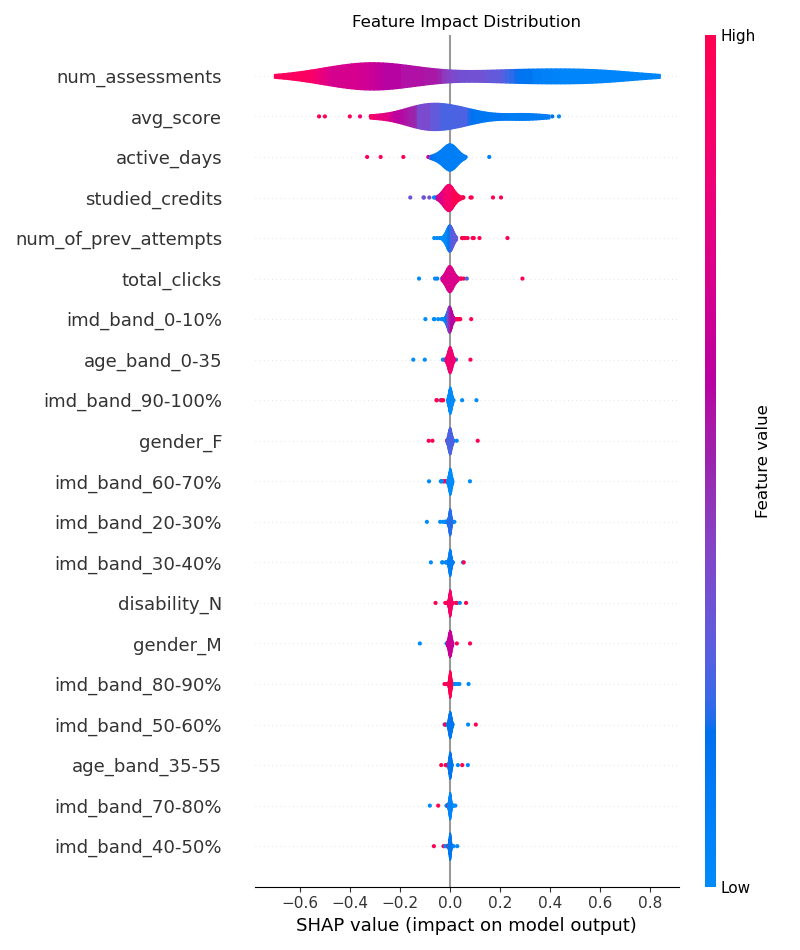 Feature Impact Distribution
High
num_assessments
avg_score
active_days
studied_credits
num_of_prev_attempts
total_clicks
imd_band_0-10%
age_band_0-35
imd_band_90-100%
gender_F
imd_band_60-70%
imd_band_20-30%
imd_band_30-40%
disability_N
gender_M
imd_band_80-90%
imd_band_50-60%
age_band_35-55
imd_band_70-80%
imd_band_40-50%
Feature value
Low
−0.6 −0.4 −0.2 0.0 0.2 0.4 0.6 0.8
SHAP value (impact on model output)